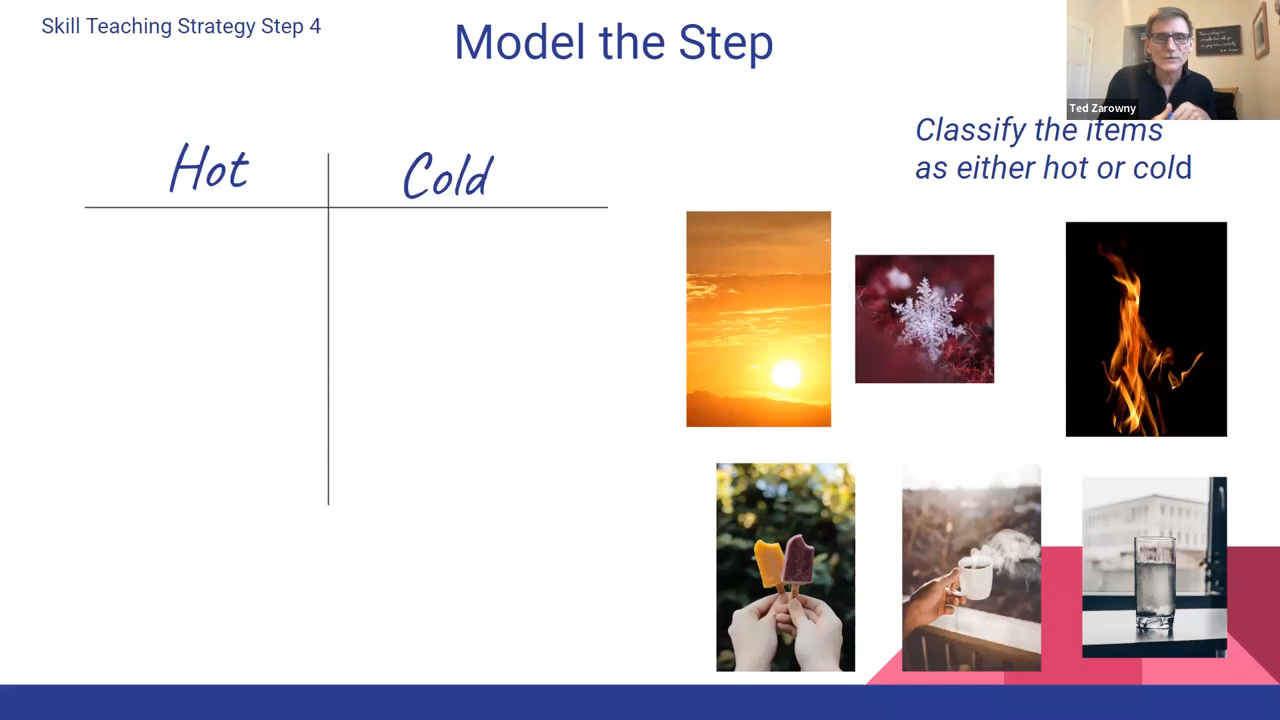 Skill Teaching Strategy Step 4
Model the Step
Ted Zarowny
Classify the items
as either hot or cold
Hot
Cold